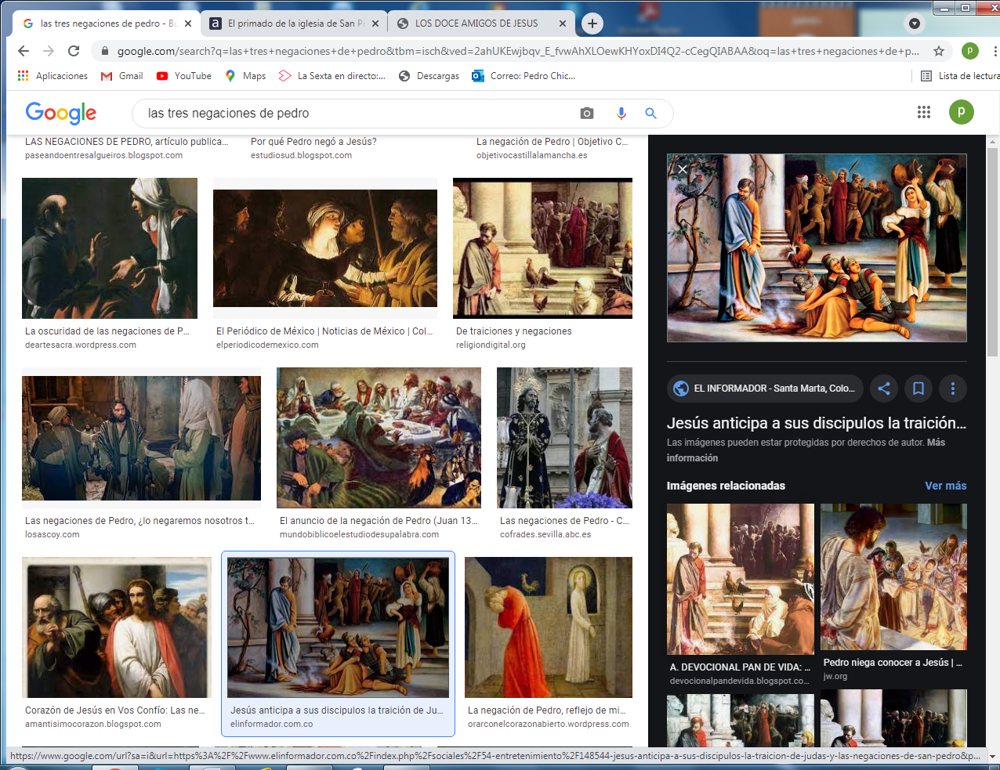 las tres negaciones de pedro - Bu
El primado de la iglesia de San Pe
LOS DOCE AMIGOS DE JESUS
google.com/search?q=las+tres+negaciones+de+pedro&tbm=isch&ved=2ahUKEwjbqv_E_fvwAhXLOewKHYoxDI4Q2-cCegQIABAA&oq=las+tres+negaciones+de+p...
p
Aplicaciones
Gmail
YouTube
Maps
La Sexta en directo:...
Descargas
Correo: Pedro Chic...
Lista de lectura
Google
las tres negaciones de pedro
p
LAS NEGACIONES DE PEDRO, artículo publica...
paseandoentresalgueiros.blogspot.com
Por qué Pedro negó a Jesús?
estudiosud.blogspot.com
La negación de Pedro | Objetivo C...
objetivocastillalamancha.es
La oscuridad de las negaciones de P...
deartesacra.wordpress.com
El Periódico de México | Noticias de México | Col...
elperiodicodemexico.com
De traiciones y negaciones
religiondigital.org
Las negaciones de Pedro, ¿lo negaremos nosotros t...
losascoy.com
El anuncio de la negación de Pedro (Juan 13...
mundobiblicoelestudiodesupalabra.com
Las negaciones de Pedro - C...
cofrades.sevilla.abc.es
Corazón de Jesús en Vos Confío: Las ne...
amantisimocorazon.blogspot.com
Jesús anticipa a sus discipulos la traición de Ju...
elinformador.com.co
La negación de Pedro, reflejo de mi...
orarconelcorazonabierto.wordpress.com
EL INFORMADOR - Santa Marta, Colo...
Jesús anticipa a sus discipulos la traición...
Las imágenes pueden estar protegidas por derechos de autor. Más
información
Imágenes relacionadas
Ver más
A. DEVOCIONAL PAN DE VIDA: ...
devocionalpandevida.blogspot.co...
Pedro niega conocer a Jesús | ...
jw.org
https://www.google.com/url?sa=i&url=https%3A%2F%2Fwww.elinformador.com.co%2Findex.php%2Fsociales%2F54-entretenimiento%2F148544-jesus-anticipa-a-sus-discipulos-la-traicion-de-judas-y-las-negaciones-de-san-pedro&p...